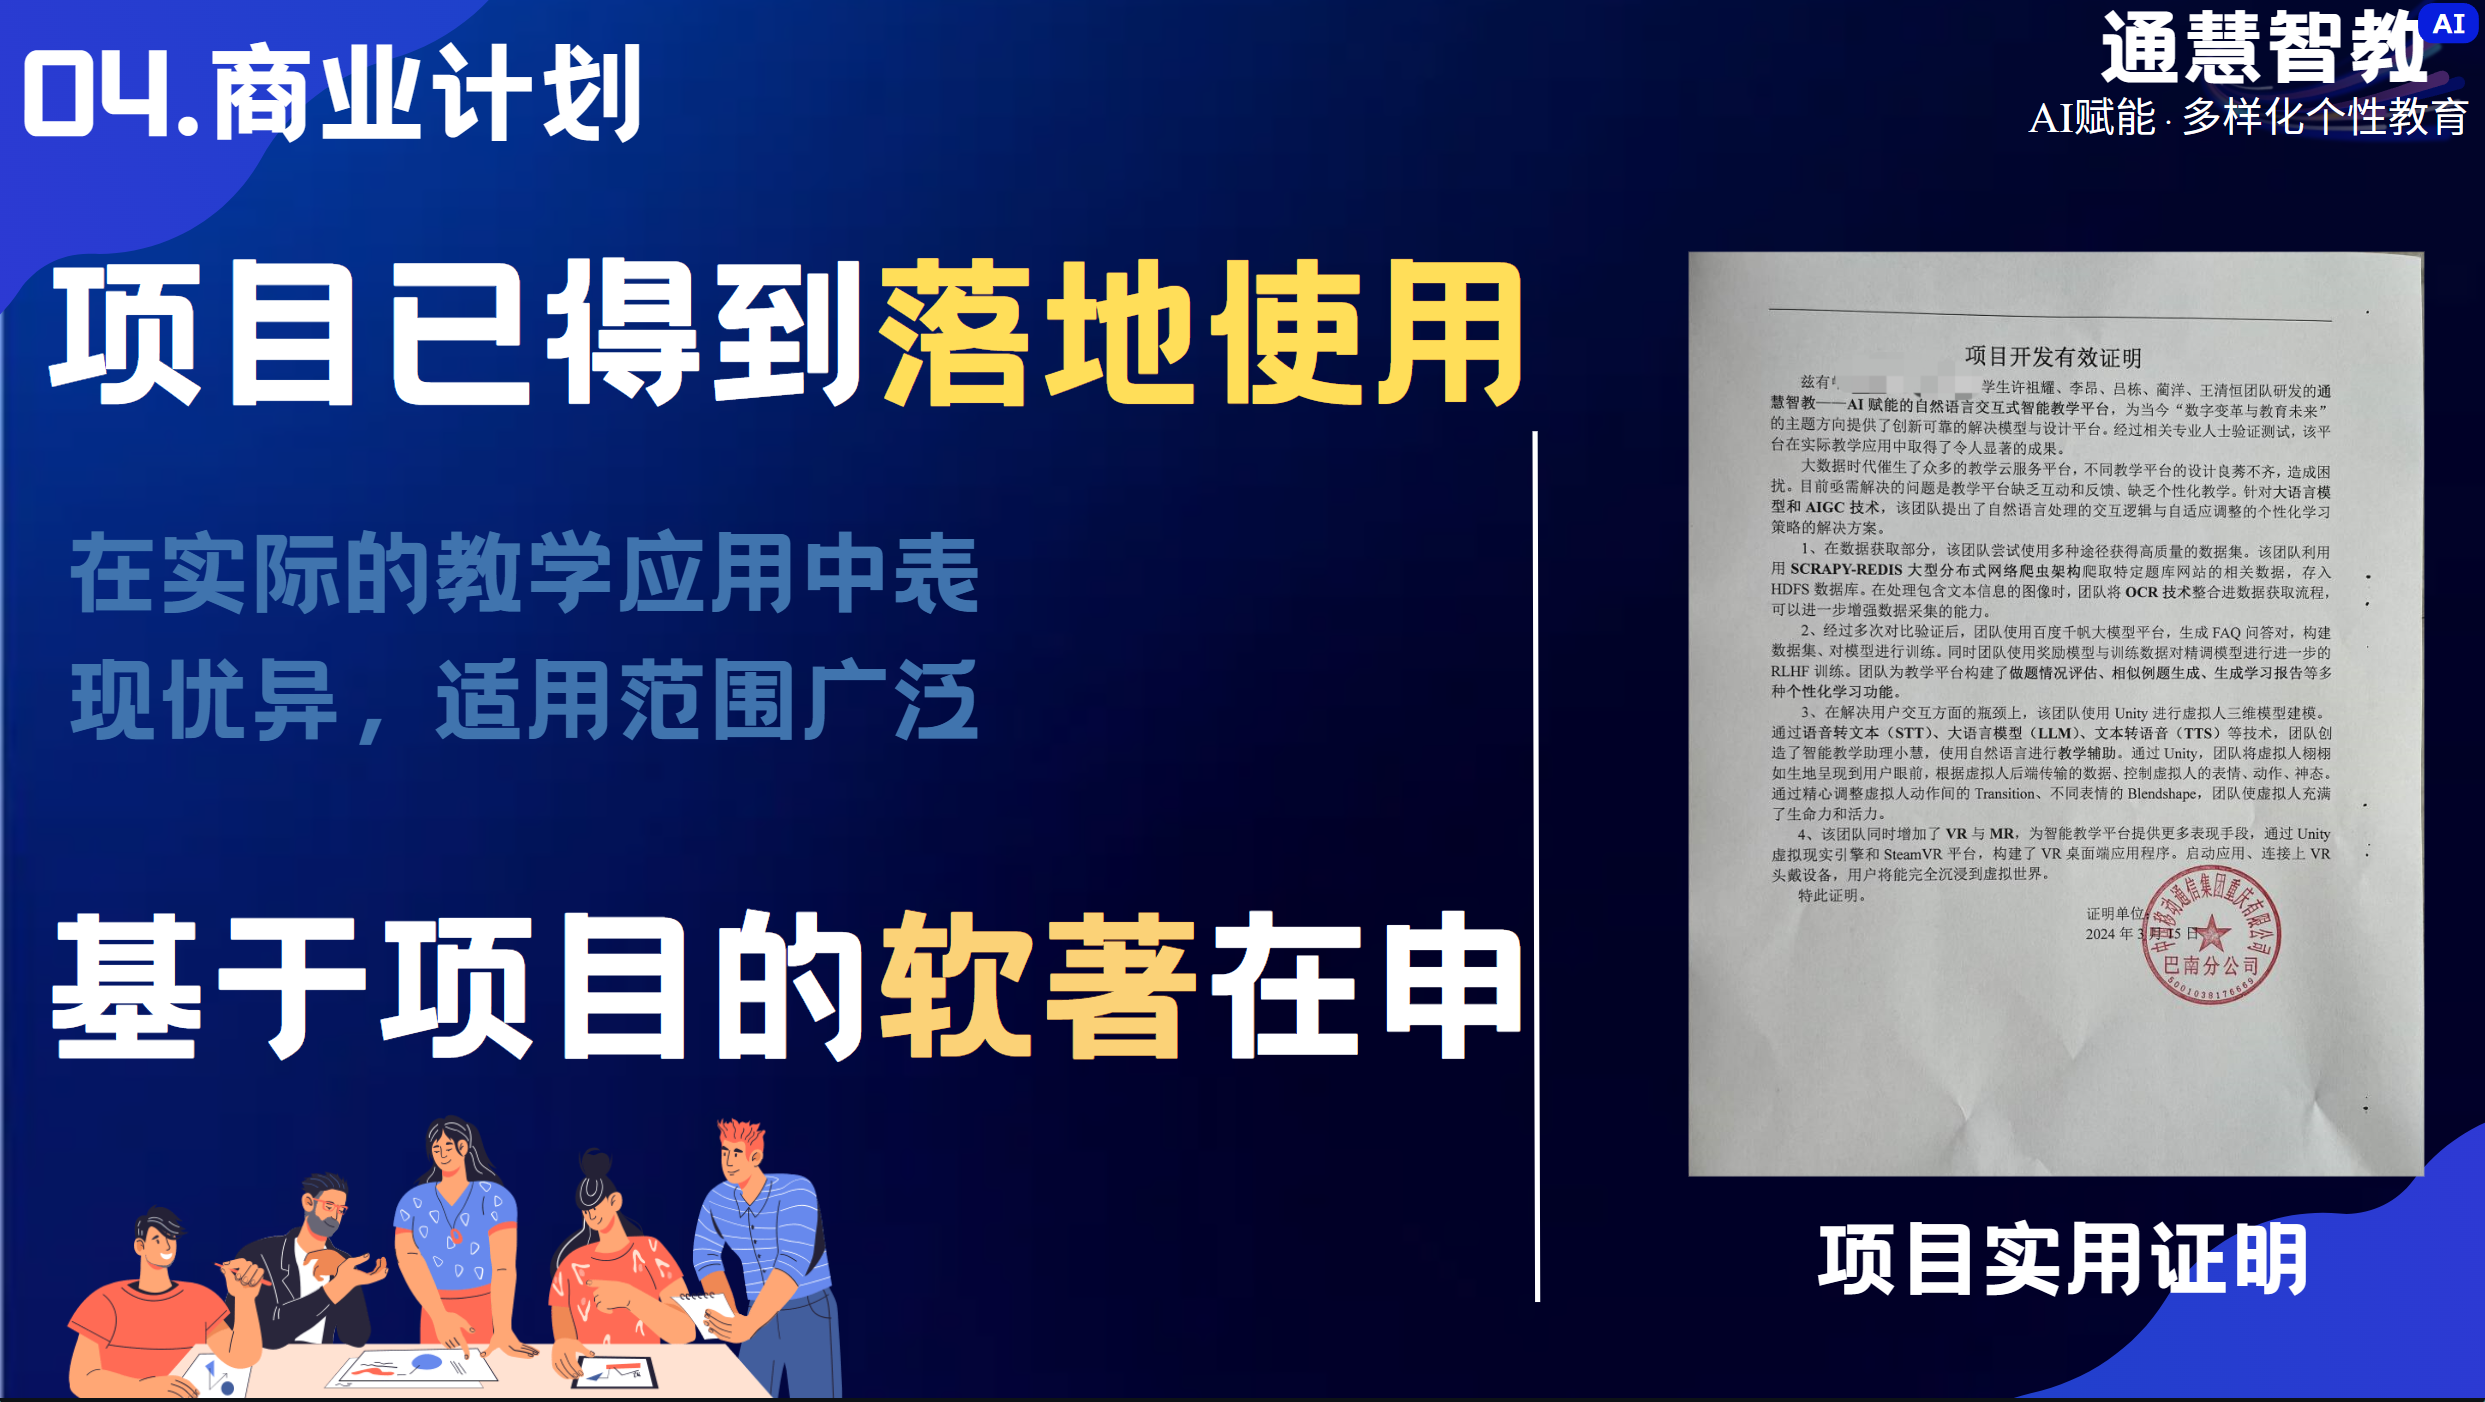 04.商业计划
通慧智教
AI
AI赋能·多样化个性教育
项目已得到落地使用
在实际的教学应用中表
现优异，适用范围广泛
基于项目的软著在申
项目开发有效证明
兹有 学生许祖耀、李昂、吕栋、蔺洋、王清恒团队研发的通
慧智教——AI 赋能的自然语言交互式智能教学平台，为当今“数字变革与教育未来”
的主题方向提供了创新可靠的解决模型与设计平台。经过相关专业人士验证测试，该平
台在实际教学应用中取得了令人显著的成果。
大数据时代催生了众多的教学云服务平台，不同教学平台的设计良莠不齐，造成困
扰。目前亟需解决的问题是教学平台缺乏互动和反馈、缺乏个性化教学。针对大语言模
型和 AIGC 技术，该团队提出了自然语言处理的交互逻辑与自适应调整的个性化学习
策略的解决方案。
1、在数据获取部分，该团队尝试使用多种途径获得高质量的数据集。该团队利用
用 SCRAPY-REDIS 大型分布式网络爬虫架构爬取特定题库网站的相关数据，存入
HDFS 数据库。在处理包含文本信息的图像时，团队将 OCR 技术整合进数据获取流程，
可以进一步增强数据采集的能力。
2、经过多次对比验证后，团队使用百度千帆大模型平台，生成 FAQ 问答对，构建
数据集、对模型进行训练。同时团队使用奖励模型与训练数据对精调模型进行进一步的
RLHF 训练。团队为教学平台构建了做题情况评估、相似例题生成、生成学习报告等多
种个性化学习功能。
3、在解决用户交互方面的瓶颈上，该团队使用 Unity 进行虚拟人三维模型建模。
通过语音转文本（STT）、大语言模型（LLM）、文本转语音（TTS）等技术，团队创
造了智能教学助理小慧，使用自然语言进行教学辅助。通过 Unity，团队将虚拟人栩栩
如生地呈现到用户眼前，根据虚拟人后端传输的数据、控制虚拟人的表情、动作、神态。
通过精心调整虚拟人动作间的 Transition、不同表情的 Blendshape，团队使虚拟人充满
了生命力和活力。
4、该团队同时增加了 VR 与 MR，为智能教学平台提供更多表现手段，通过 Unity
虚拟现实引擎和 SteamVR 平台，构建了 VR 桌面端应用程序。启动应用、连接上 VR
头戴设备，用户将能完全沉浸到虚拟世界。
特此证明。
证明单位：
2024 年 3 月 15 日
中国移动通信集团重庆有限公司
巴南分公司
5001038176669
项目实用证明